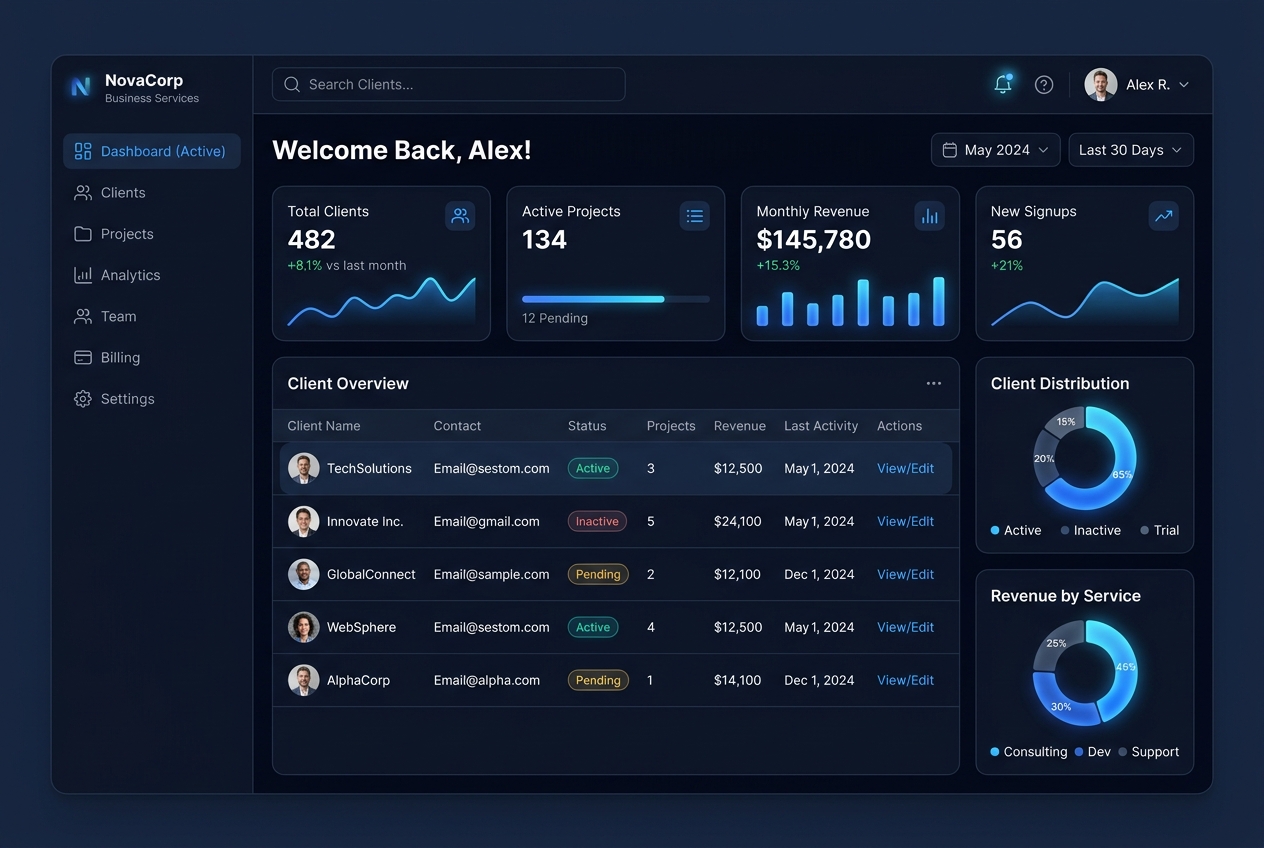 NovaCorp
Business Services
Search Clients...
Alex R.
Dashboard (Active)
Clients
Projects
Analytics
Team
Billing
Settings
Welcome Back, Alex!
May 2024
Last 30 Days
Total Clients
482
+8.1% vs last month
Active Projects
134
12 Pending
Monthly Revenue
$145,780
+15.3%
New Signups
56
+21%
Client Overview
Client Name Contact Status Projects Revenue Last Activity Actions
TechSolutions Email@sestom.com Active 3 $12,500 May 1, 2024 View/Edit
Innovate Inc. Email@gmail.com Inactive 5 $24,100 May 1, 2024 View/Edit
GlobalConnect Email@sample.com Pending 2 $12,100 Dec 1, 2024 View/Edit
WebSphere Email@sestom.com Active 4 $12,500 May 1, 2024 View/Edit
AlphaCorp Email@alpha.com Pending 1 $14,100 Dec 1, 2024 View/Edit
Client Distribution
15%
20%
65%
Active Inactive Trial
Revenue by Service
25%
45%
30%
Consulting Dev Support